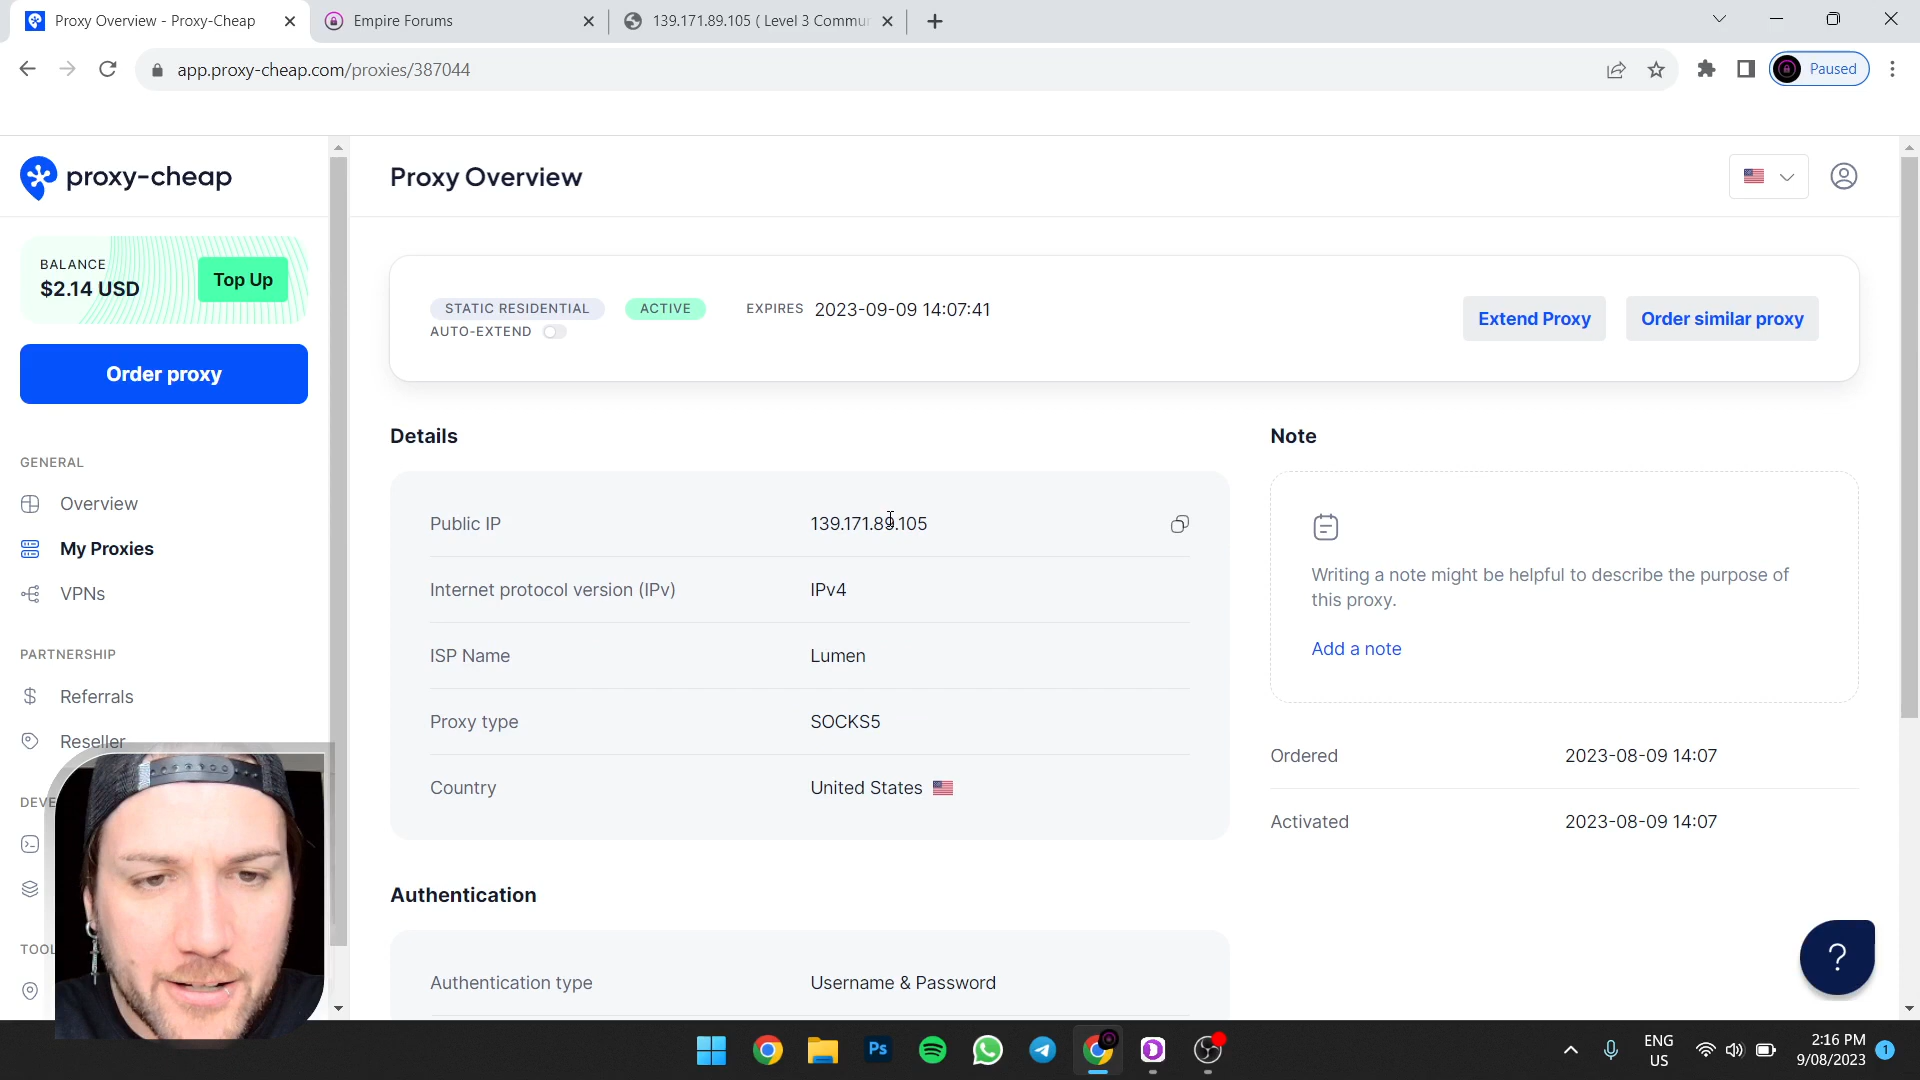 Proxy Overview - Proxy-Cheap
Empire Forums
139.171.89.105 ( Level 3 Commu
app.proxy-cheap.com/proxies/387044
Paused
proxy-cheap
Proxy Overview
BALANCE
$2.14 USD
Top Up
Order proxy
STATIC RESIDENTIAL
ACTIVE
EXPIRES 2023-09-09 14:07:41
AUTO-EXTEND
Extend Proxy
Order similar proxy
GENERAL
Overview
My Proxies
VPNs
PARTNERSHIP
Referrals
Reseller
DEVE
TOOL
Details
Public IP 139.171.89.105
Internet protocol version (IPv) IPv4
ISP Name Lumen
Proxy type SOCKS5
Country United States
Authentication
Authentication type Username & Password
Note
Writing a note might be helpful to describe the purpose of
this proxy.
Add a note
Ordered 2023-08-09 14:07
Activated 2023-08-09 14:07
?
Ps
ENG
US
2:16 PM
9/08/2023
1